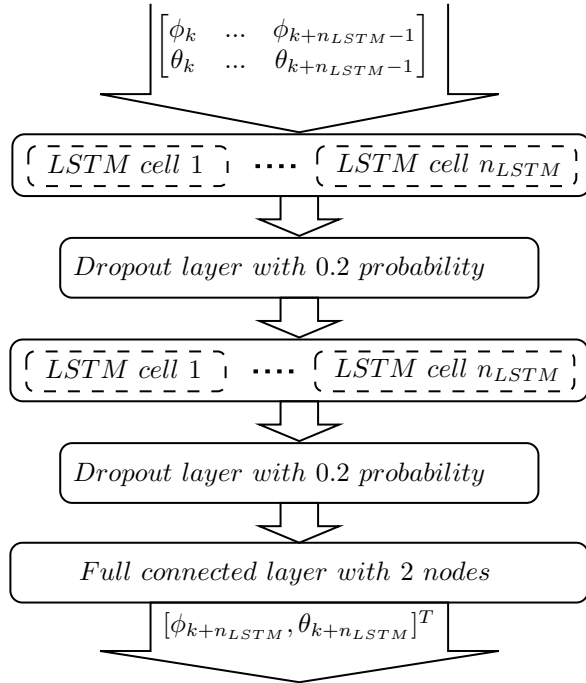 [ϕ_k ... ϕ_{k+n_{LSTM}−1}]
[θ_k ... θ_{k+n_{LSTM}−1}]
LSTM cell 1 .... LSTM cell n_{LSTM}
Dropout layer with 0.2 probability
LSTM cell 1 .... LSTM cell n_{LSTM}
Dropout layer with 0.2 probability
Full connected layer with 2 nodes
[ϕ_{k+n_{LSTM}}, θ_{k+n_{LSTM}}]^T